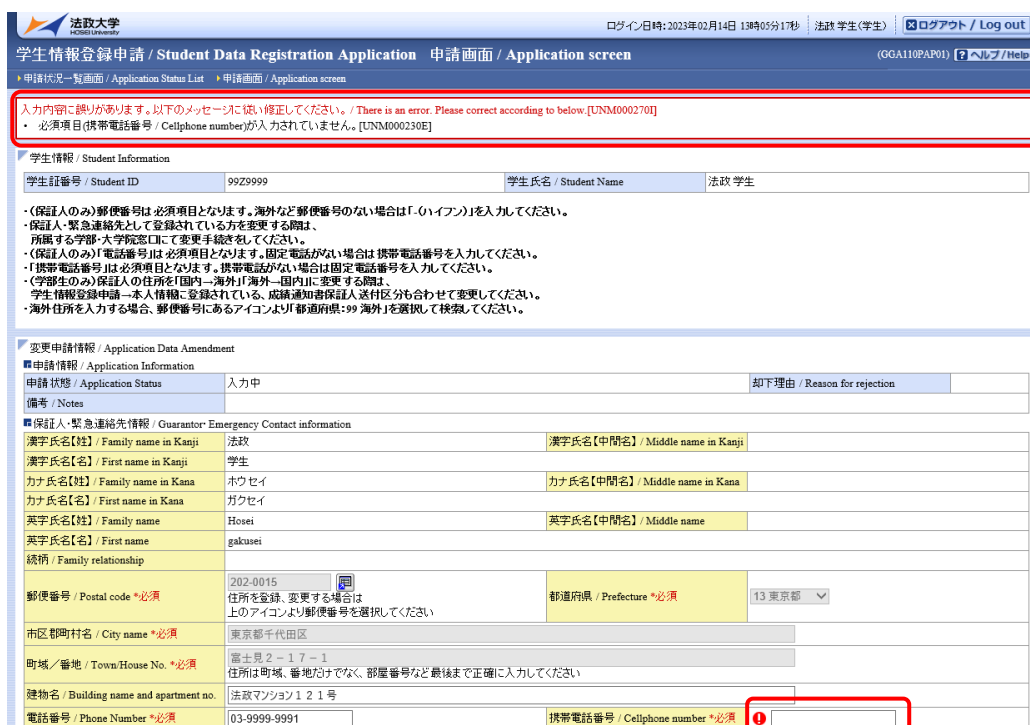 法政大学
HOSEI University
ログイン日時:2023年02月14日 13時05分17秒 法政 学生(学生) ログアウト / Log out
学生情報登録申請 / Student Data Registration Application 申請画面 / Application screen (GGA110PAP01) ヘルプ/Help
申請状況一覧画面 / Application Status List 申請画面 / Application screen
入力内容に誤りがあります。以下のメッセージに従い修正してください。 / There is an error. Please correct according to below.[UNM000270I]
・ 必須項目(携帯電話番号 / Cellphone number)が入力されていません。[UNM000230E]
学生情報 / Student Information
学生証番号 / Student ID 99Z9999 学生氏名 / Student Name 法政 学生
・(保証人のみ)郵便番号は必須項目となります。海外など郵便番号のない場合は「-(ハイフン)」を入力してください。
・保証人・緊急連絡先として登録されている方を変更する際は、
所属する学部・大学院窓口にて変更手続きをしてください。
・(保証人のみ)「電話番号」は必須項目となります。固定電話がない場合は携帯電話番号を入力してください。
・「携帯電話番号」は必須項目となります。携帯電話がない場合は固定電話番号を入力してください。
・(学部生のみ)保証人の住所を「国内→海外」「海外→国内」に変更する際は、
学生情報登録申請→本人情報に登録されている、成績通知書保証人送付区分も合わせて変更してください。
・海外住所を入力する場合、郵便番号にあるアイコンより「都道府県:99 海外」を選択して検索してください。
変更申請情報 / Application Data Amendment
申請情報 / Application Information
申請状態 / Application Status 入力中 却下理由 / Reason for rejection
備考 / Notes
保証人・緊急連絡先情報 / Guarantor・Emergency Contact information
漢字氏名【姓】 / Family name in Kanji 法政 漢字氏名【中間名】 / Middle name in Kanji
漢字氏名【名】 / First name in Kanji 学生
カナ氏名【姓】 / Family name in Kana ホウセイ カナ氏名【中間名】 / Middle name in Kana
カナ氏名【名】 / First name in Kana ガクセイ
英字氏名【姓】 / Family name Hosei 英字氏名【中間名】 / Middle name
英字氏名【名】 / First name gakusei
続柄 / Family relationship
郵便番号 / Postal code *必須 202-0015 都道府県 / Prefecture *必須 13 東京都
住所を登録、変更する場合は
上のアイコンより郵便番号を選択してください
市区郡町村名 / City name *必須 東京都千代田区
町域/番地 / Town/House No. *必須 富士見2-17-1
住所は町域、番地だけでなく、部屋番号など最後まで正確に入力してください
建物名 / Building name and apartment no. 法政マンション121号
電話番号 / Phone Number *必須 03-9999-9991 携帯電話番号 / Cellphone number *必須